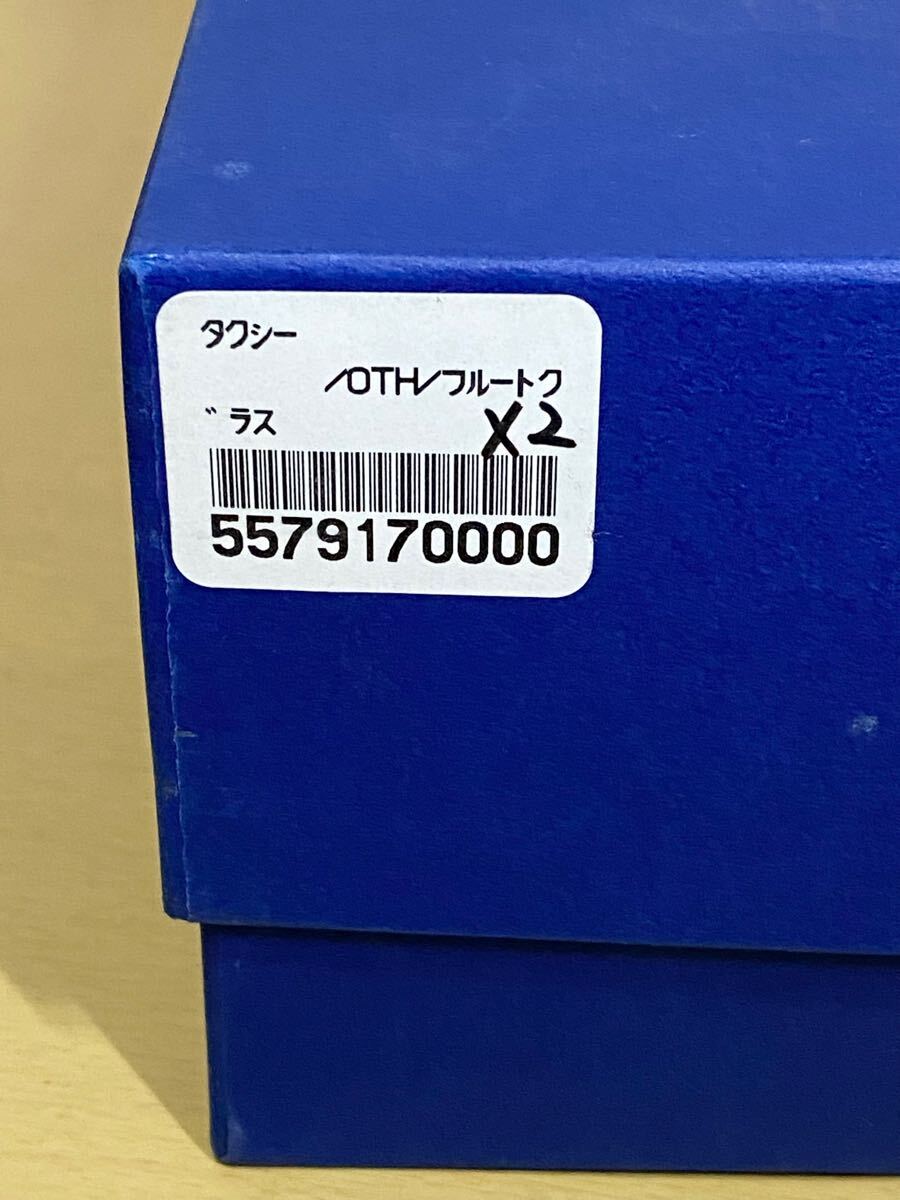 ﾀｸｼｰ
/OTH/ﾌﾙｰﾄｸ
ﾞﾗｽ
X2
5579170000